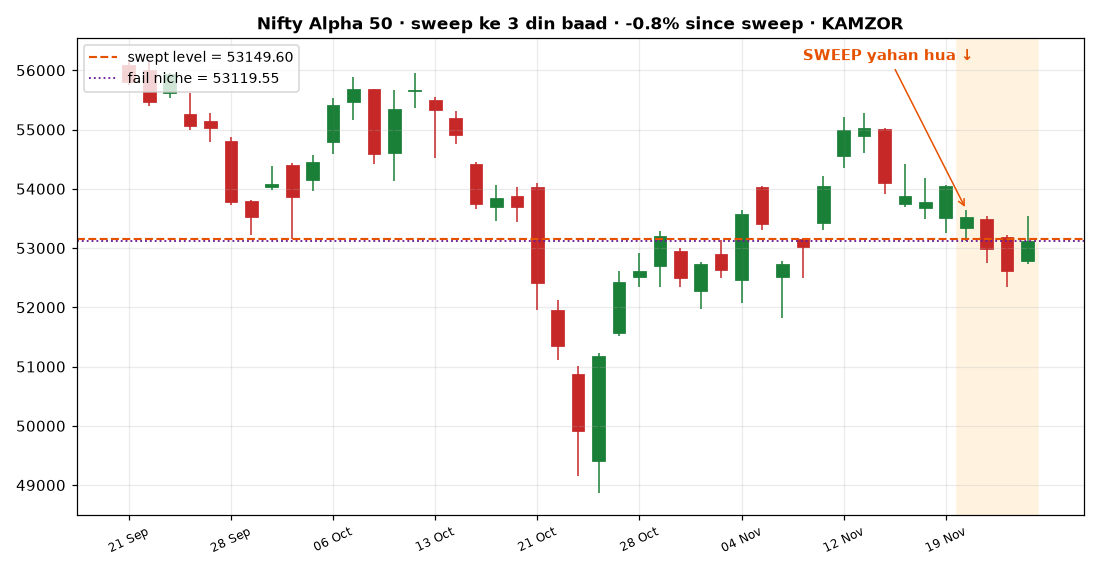 Nifty Alpha 50 · sweep ke 3 din baad · -0.8% since sweep · KAMZOR
swept level = 53149.60
fail niche = 53119.55
SWEEP yahan hua ↓
56000
55000
54000
53000
52000
51000
50000
49000
21 Sep
28 Sep
06 Oct
13 Oct
21 Oct
28 Oct
04 Nov
12 Nov
19 Nov